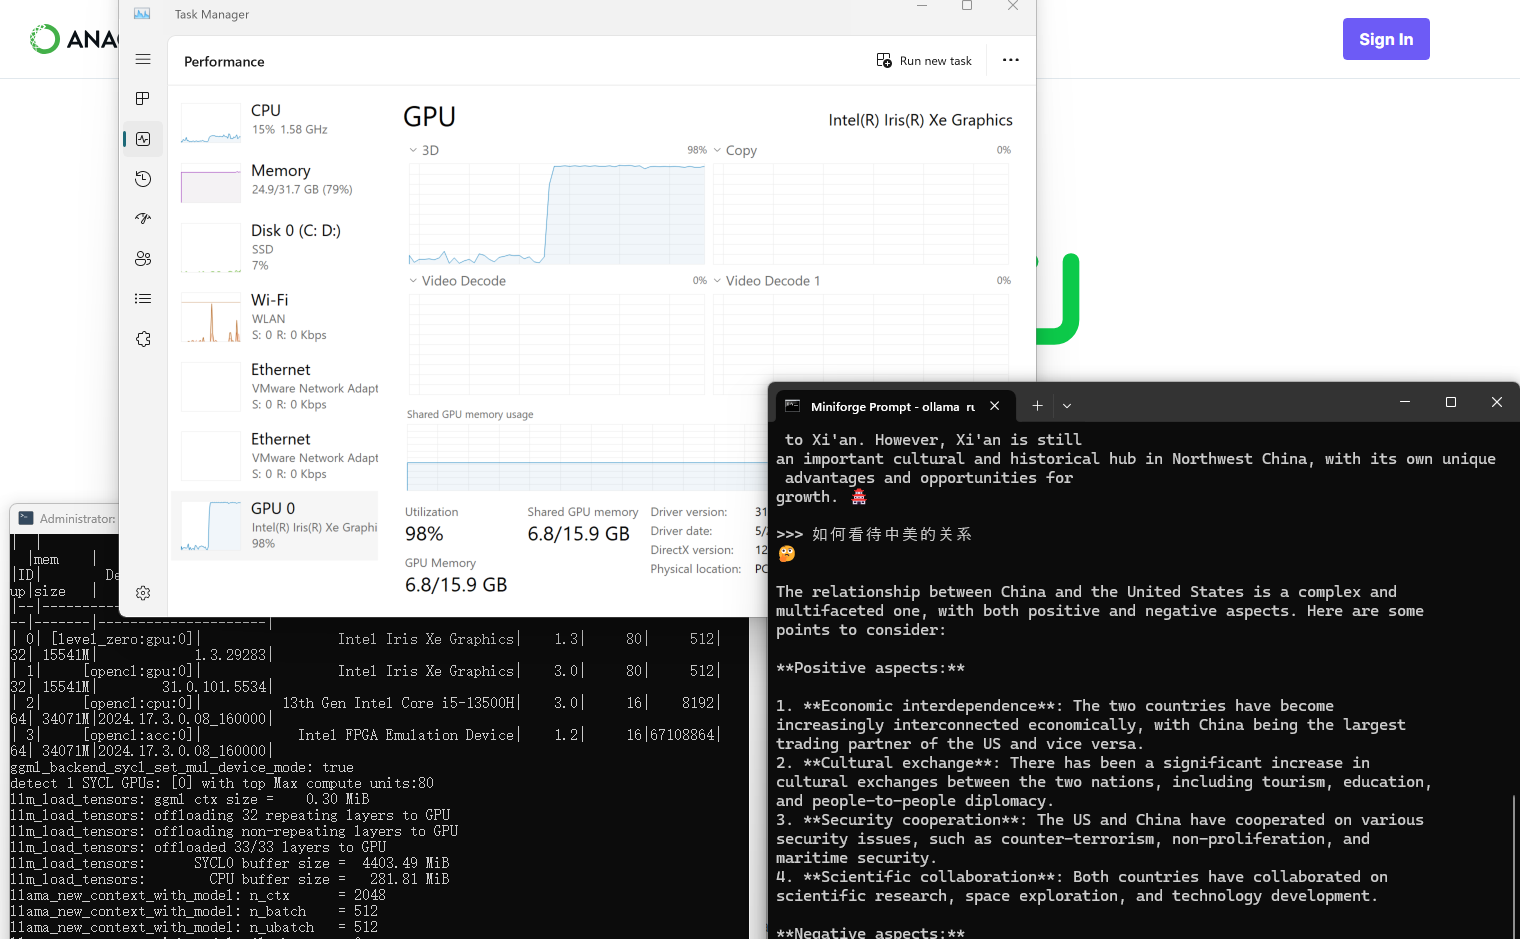 ANAC
Sign In
Task Manager
Performance
Run new task
CPU
15% 1.58 GHz
Memory
24.9/31.7 GB (79%)
Disk 0 (C: D:)
SSD
7%
Wi-Fi
WLAN
S: 0 R: 0 Kbps
Ethernet
VMware Network Adapt
S: 0 R: 0 Kbps
Ethernet
VMware Network Adapt
S: 0 R: 0 Kbps
GPU 0
Intel(R) Iris(R) Xe Graphi
98%
GPU
Intel(R) Iris(R) Xe Graphics
3D 98%
Copy 0%
Video Decode 0%
Video Decode 1 0%
Shared GPU memory usage
Utilization
98%
Shared GPU memory
6.8/15.9 GB
GPU Memory
6.8/15.9 GB
Driver version: 31
Driver date: 5/
DirectX version: 12
Physical location: PC
Administrator:
| |
|mem |
|ID| De
up|size |
|--|----------
--|-------|---------------------|
| 0| [level_zero:gpu:0]| Intel Iris Xe Graphics| 1.3| 80| 512|
32| 15541M| 1.3.29283|
| 1| [opencl:gpu:0]| Intel Iris Xe Graphics| 3.0| 80| 512|
32| 15541M| 31.0.101.5534|
| 2| [opencl:cpu:0]| 13th Gen Intel Core i5-13500H| 3.0| 16| 8192|
64| 34071M|2024.17.3.0.08_160000|
| 3| [opencl:acc:0]| Intel FPGA Emulation Device| 1.2| 16|67108864|
64| 34071M|2024.17.3.0.08_160000|
ggml_backend_sycl_set_mul_device_mode: true
detect 1 SYCL GPUs: [0] with top Max compute units:80
llm_load_tensors: ggml ctx size = 0.30 MiB
llm_load_tensors: offloading 32 repeating layers to GPU
llm_load_tensors: offloading non-repeating layers to GPU
llm_load_tensors: offloaded 33/33 layers to GPU
llm_load_tensors: SYCL0 buffer size = 4403.49 MiB
llm_load_tensors: CPU buffer size = 281.81 MiB
llama_new_context_with_model: n_ctx = 2048
llama_new_context_with_model: n_batch = 512
llama_new_context_with_model: n_ubatch = 512
Miniforge Prompt - ollama ru
to Xi'an. However, Xi'an is still
an important cultural and historical hub in Northwest China, with its own unique
advantages and opportunities for
growth. 🏯
>>> 如何看待中美的关系
🤔
The relationship between China and the United States is a complex and
multifaceted one, with both positive and negative aspects. Here are some
points to consider:
**Positive aspects:**
1. **Economic interdependence**: The two countries have become
increasingly interconnected economically, with China being the largest
trading partner of the US and vice versa.
2. **Cultural exchange**: There has been a significant increase in
cultural exchanges between the two nations, including tourism, education,
and people-to-people diplomacy.
3. **Security cooperation**: The US and China have cooperated on various
security issues, such as counter-terrorism, non-proliferation, and
maritime security.
4. **Scientific collaboration**: Both countries have collaborated on
scientific research, space exploration, and technology development.
**Negative aspects:**